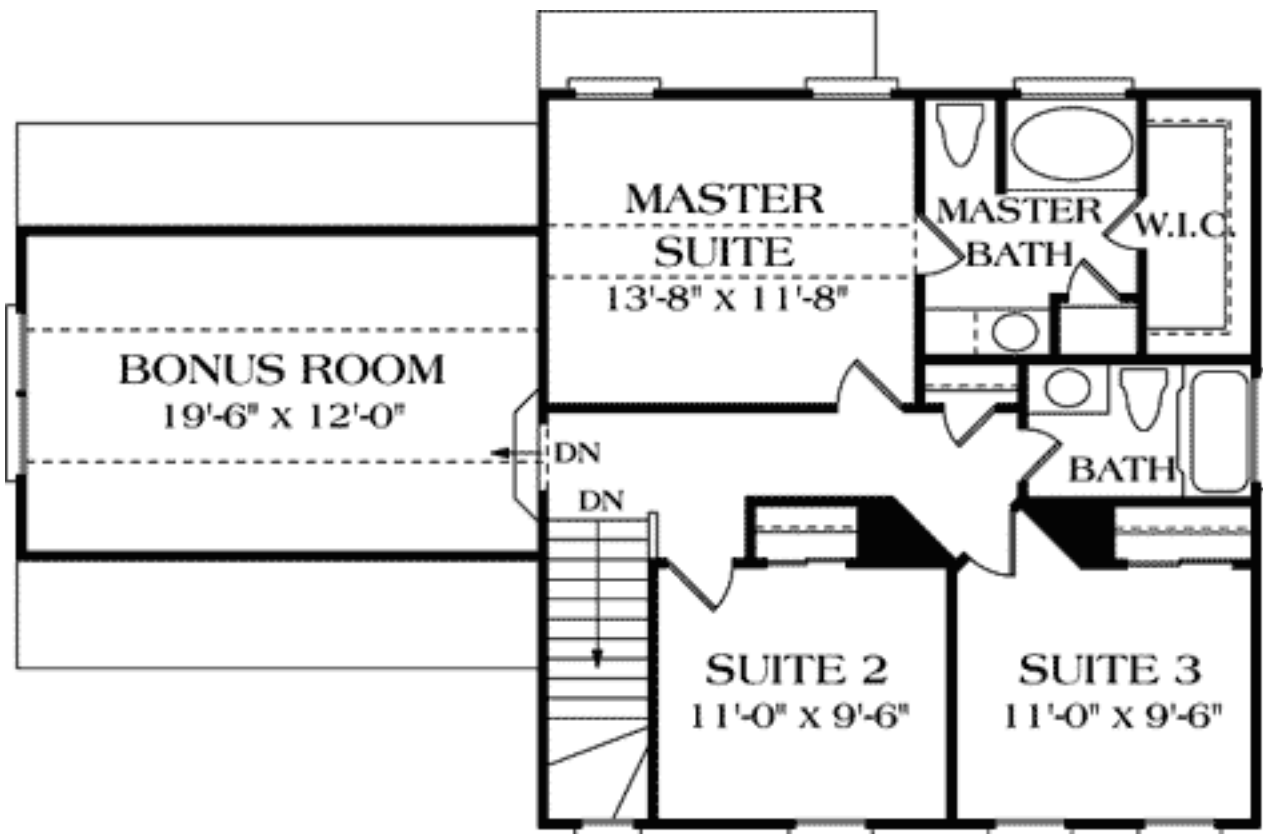 MASTER
SUITE
13'-8" X 11'-8"
MASTER
BATH
W.I.C.
BONUS ROOM
19'-6" X 12'-0"
DN
DN
BATH
SUITE 2
11'-0" X 9'-6"
SUITE 3
11'-0" X 9'-6"